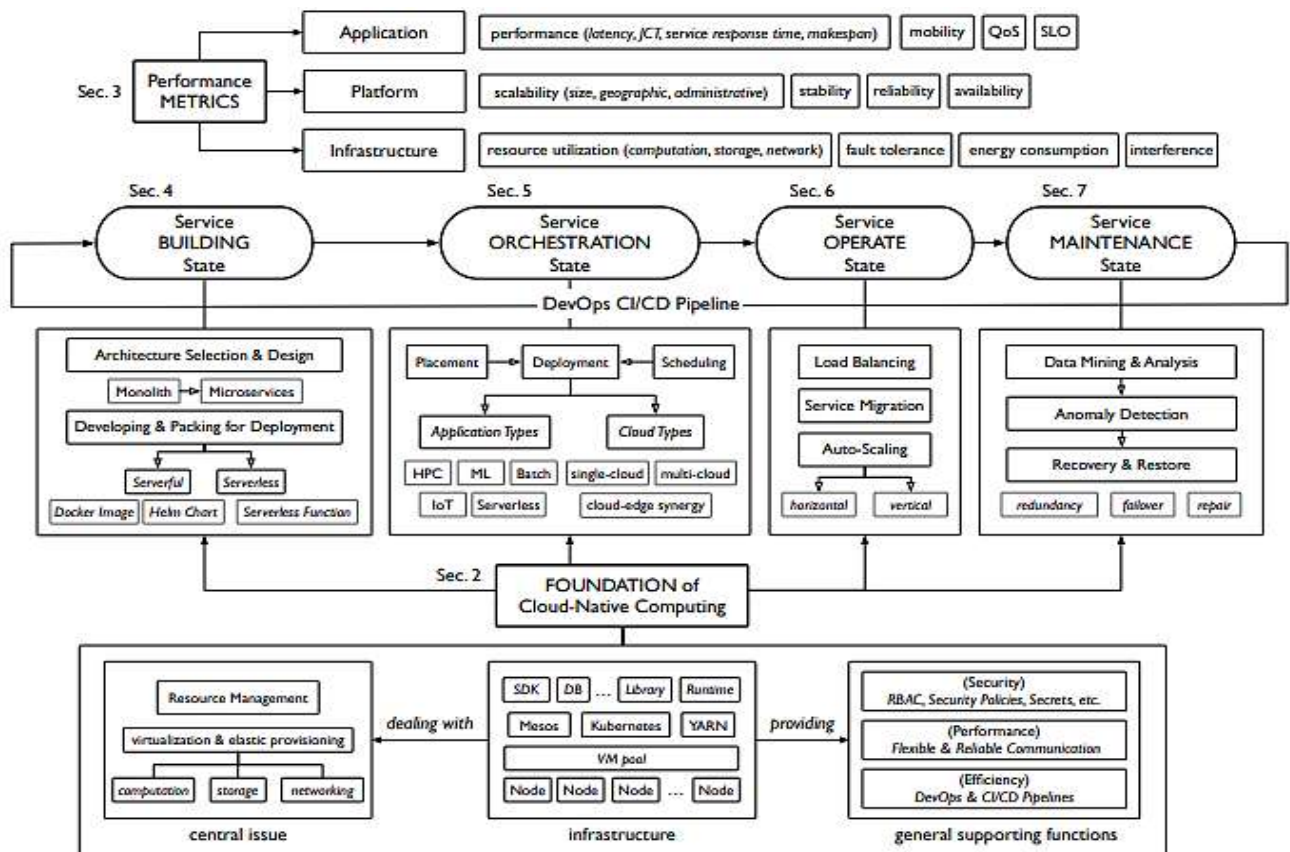 Application
performance (latency, JCT, service response time, makespan)
mobility
QoS
SLO
Sec. 3
Performance
METRICS
Platform
scalability (size, geographic, administrative)
stability
reliability
availability
Infrastructure
resource utilization (computation, storage, network)
fault tolerance
energy consumption
interference
Sec. 4
Service
BUILDING
State
Sec. 5
Service
ORCHESTRATION
State
Sec. 6
Service
OPERATE
State
Sec. 7
Service
MAINTENANCE
State
DevOps CI/CD Pipeline
Architecture Selection & Design
Monolith
Microservices
Developing & Packing for Deployment
Serverful
Serverless
Docker Image
Helm Chart
Serverless Function
Placement
Deployment
Scheduling
Application Types
Cloud Types
HPC
ML
Batch
single-cloud
multi-cloud
IoT
Serverless
cloud-edge synergy
Load Balancing
Service Migration
Auto-Scaling
horizontal
vertical
Data Mining & Analysis
Anomaly Detection
Recovery & Restore
redundancy
failover
repair
Sec. 2
FOUNDATION of
Cloud-Native Computing
Resource Management
virtualization & elastic provisioning
computation
storage
networking
central issue
dealing with
SDK
DB
...
Library
Runtime
Mesos
Kubernetes
YARN
VM pool
Node
Node
Node
...
Node
infrastructure
providing
(Security)
RBAC, Security Policies, Secrets, etc.
(Performance)
Flexible & Reliable Communication
(Efficiency)
DevOps & CI/CD Pipelines
general supporting functions